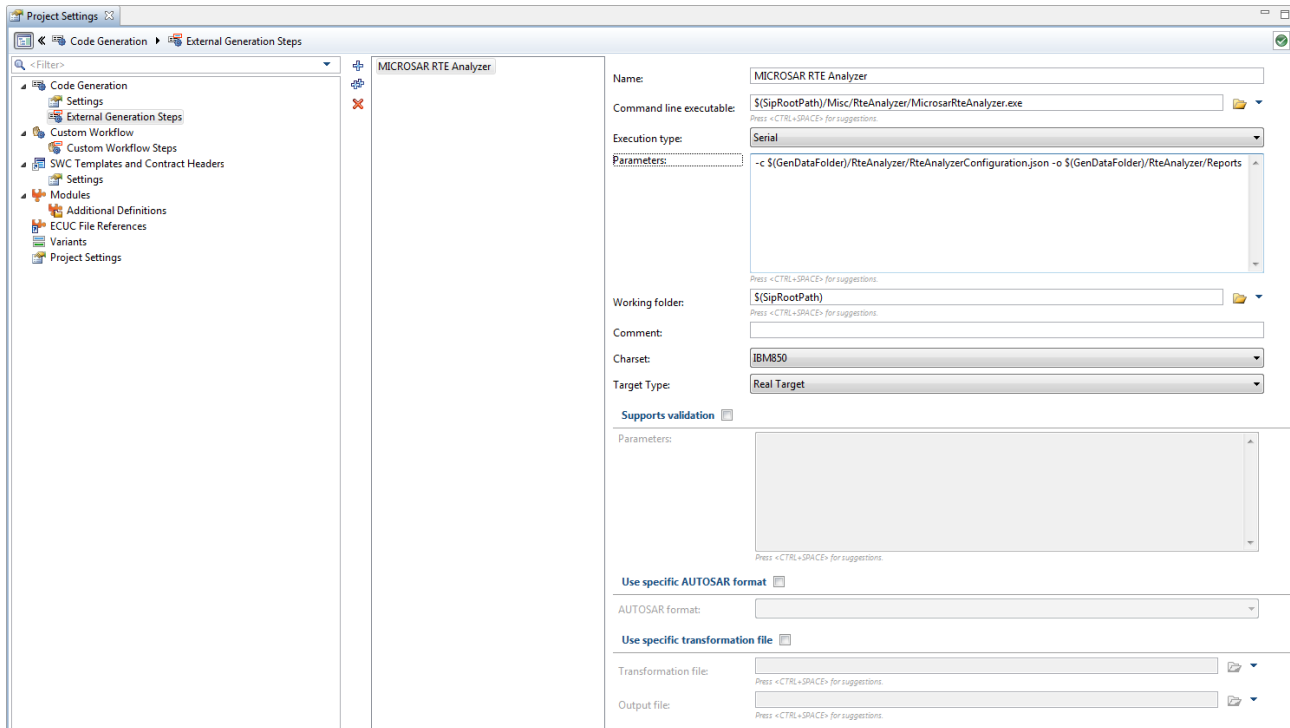 Project Settings
Code Generation
External Generation Steps
<Filter>
Code Generation
Settings
External Generation Steps
Custom Workflow
Custom Workflow Steps
SWC Templates and Contract Headers
Settings
Modules
Additional Definitions
ECUC File References
Variants
Project Settings
MICROSAR RTE Analyzer
Name:
MICROSAR RTE Analyzer
Command line executable:
$(SipRootPath)/Misc/RteAnalyzer/MicrosarRteAnalyzer.exe
Press <CTRL+SPACE> for suggestions.
Execution type:
Serial
Parameters:
-c $(GenDataFolder)/RteAnalyzer/RteAnalyzerConfiguration.json -o $(GenDataFolder)/RteAnalyzer/Reports
Press <CTRL+SPACE> for suggestions.
Working folder:
$(SipRootPath)
Press <CTRL+SPACE> for suggestions.
Comment:
Charset:
IBM850
Target Type:
Real Target
Supports validation
Parameters:
Press <CTRL+SPACE> for suggestions.
Use specific AUTOSAR format
AUTOSAR format:
Use specific transformation file
Transformation file:
Press <CTRL+SPACE> for suggestions.
Output file:
Press <CTRL+SPACE> for suggestions.